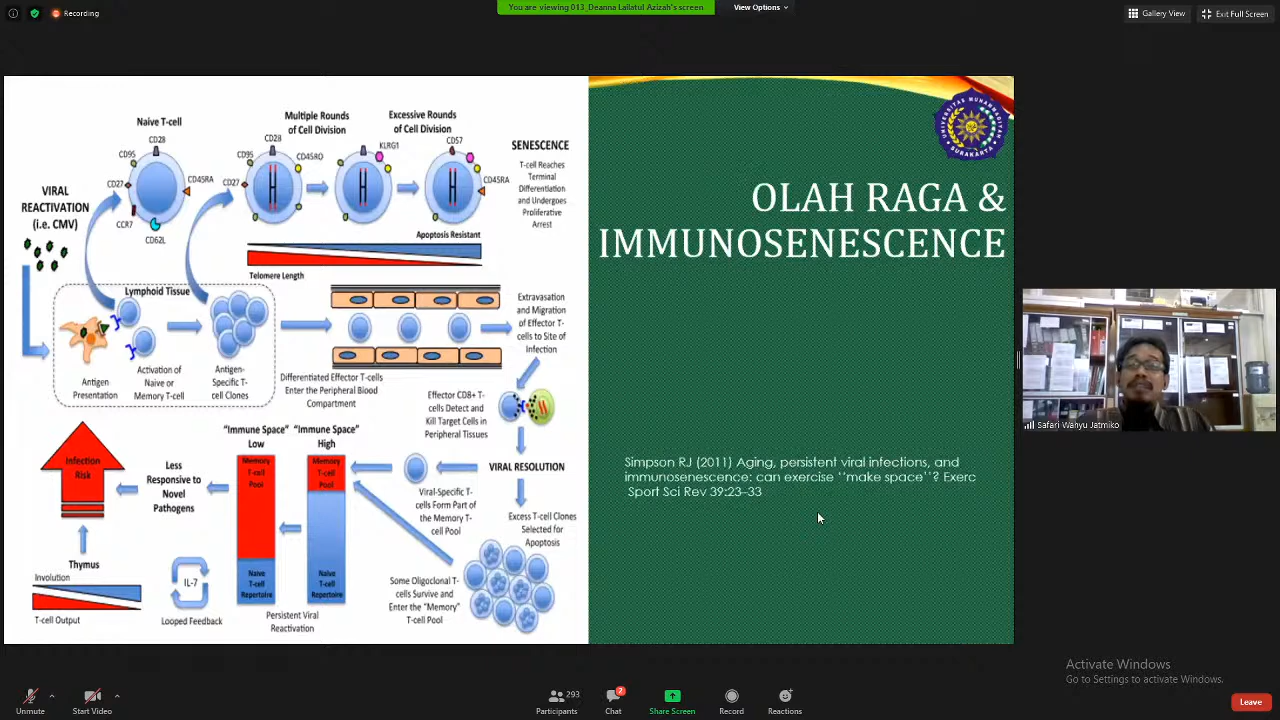 Recording
You are viewing 013_Deanna Lailatul Azizah's screen
View Options
Gallery View
Exit Full Screen
Naive T-cell
CD28
CD95
CD27
CD45RA
CCR7
CD62L
Multiple Rounds
of Cell Division
CD28
CD95
CD45RO
CD27
Excessive Rounds
of Cell Division
KLRG1
CD57
CD45RA
SENESCENCE
T-cell Reaches
Terminal
Differentiation
and Undergoes
Proliferative
Arrest
VIRAL
REACTIVATION
(i.e. CMV)
Apoptosis Resistant
Telomere Length
Lymphoid Tissue
Antigen
Presentation
Activation of
Naive or
Memory T-cell
Antigen-
Specific T-
cell Clones
Differentiated Effector T-cells
Enter the Peripheral Blood
Compartment
Extravasation
and Migration
of Effector T-
cells to Site of
Infection
Effector CD8+ T-
cells Detect and
Kill Target Cells in
Peripheral Tissues
VIRAL RESOLUTION
Excess T-cell Clones
Selected for
Apoptosis
Viral-Specific T-
cells Form Part of
the Memory T-
cell Pool
Some Oligoclonal T-
cells Survive and
Enter the "Memory"
T-cell Pool
"Immune Space"
Low
"Immune Space"
High
Memory
T-cell
Pool
Memory
T-cell
Pool
Naive
T-cell
Repertoire
Naive
T-cell
Repertoire
Persistent Viral
Reactivation
Less
Responsive to
Novel
Pathogens
Infection
Risk
Thymus
Involution
T-cell Output
IL-7
Looped Feedback
UNIVERSITAS MUHAMMADIYAH
SURAKARTA
OLAH RAGA &
IMMUNOSENESCENCE
Simpson RJ (2011) Aging, persistent viral infections, and
immunosenescence: can exercise ‘‘make space’’? Exerc
Sport Sci Rev 39:23–33
Safari Wahyu Jatmiko
Activate Windows
Go to Settings to activate Windows.
Unmute
Start Video
293
Participants
2
Chat
Share Screen
Record
Reactions
Leave